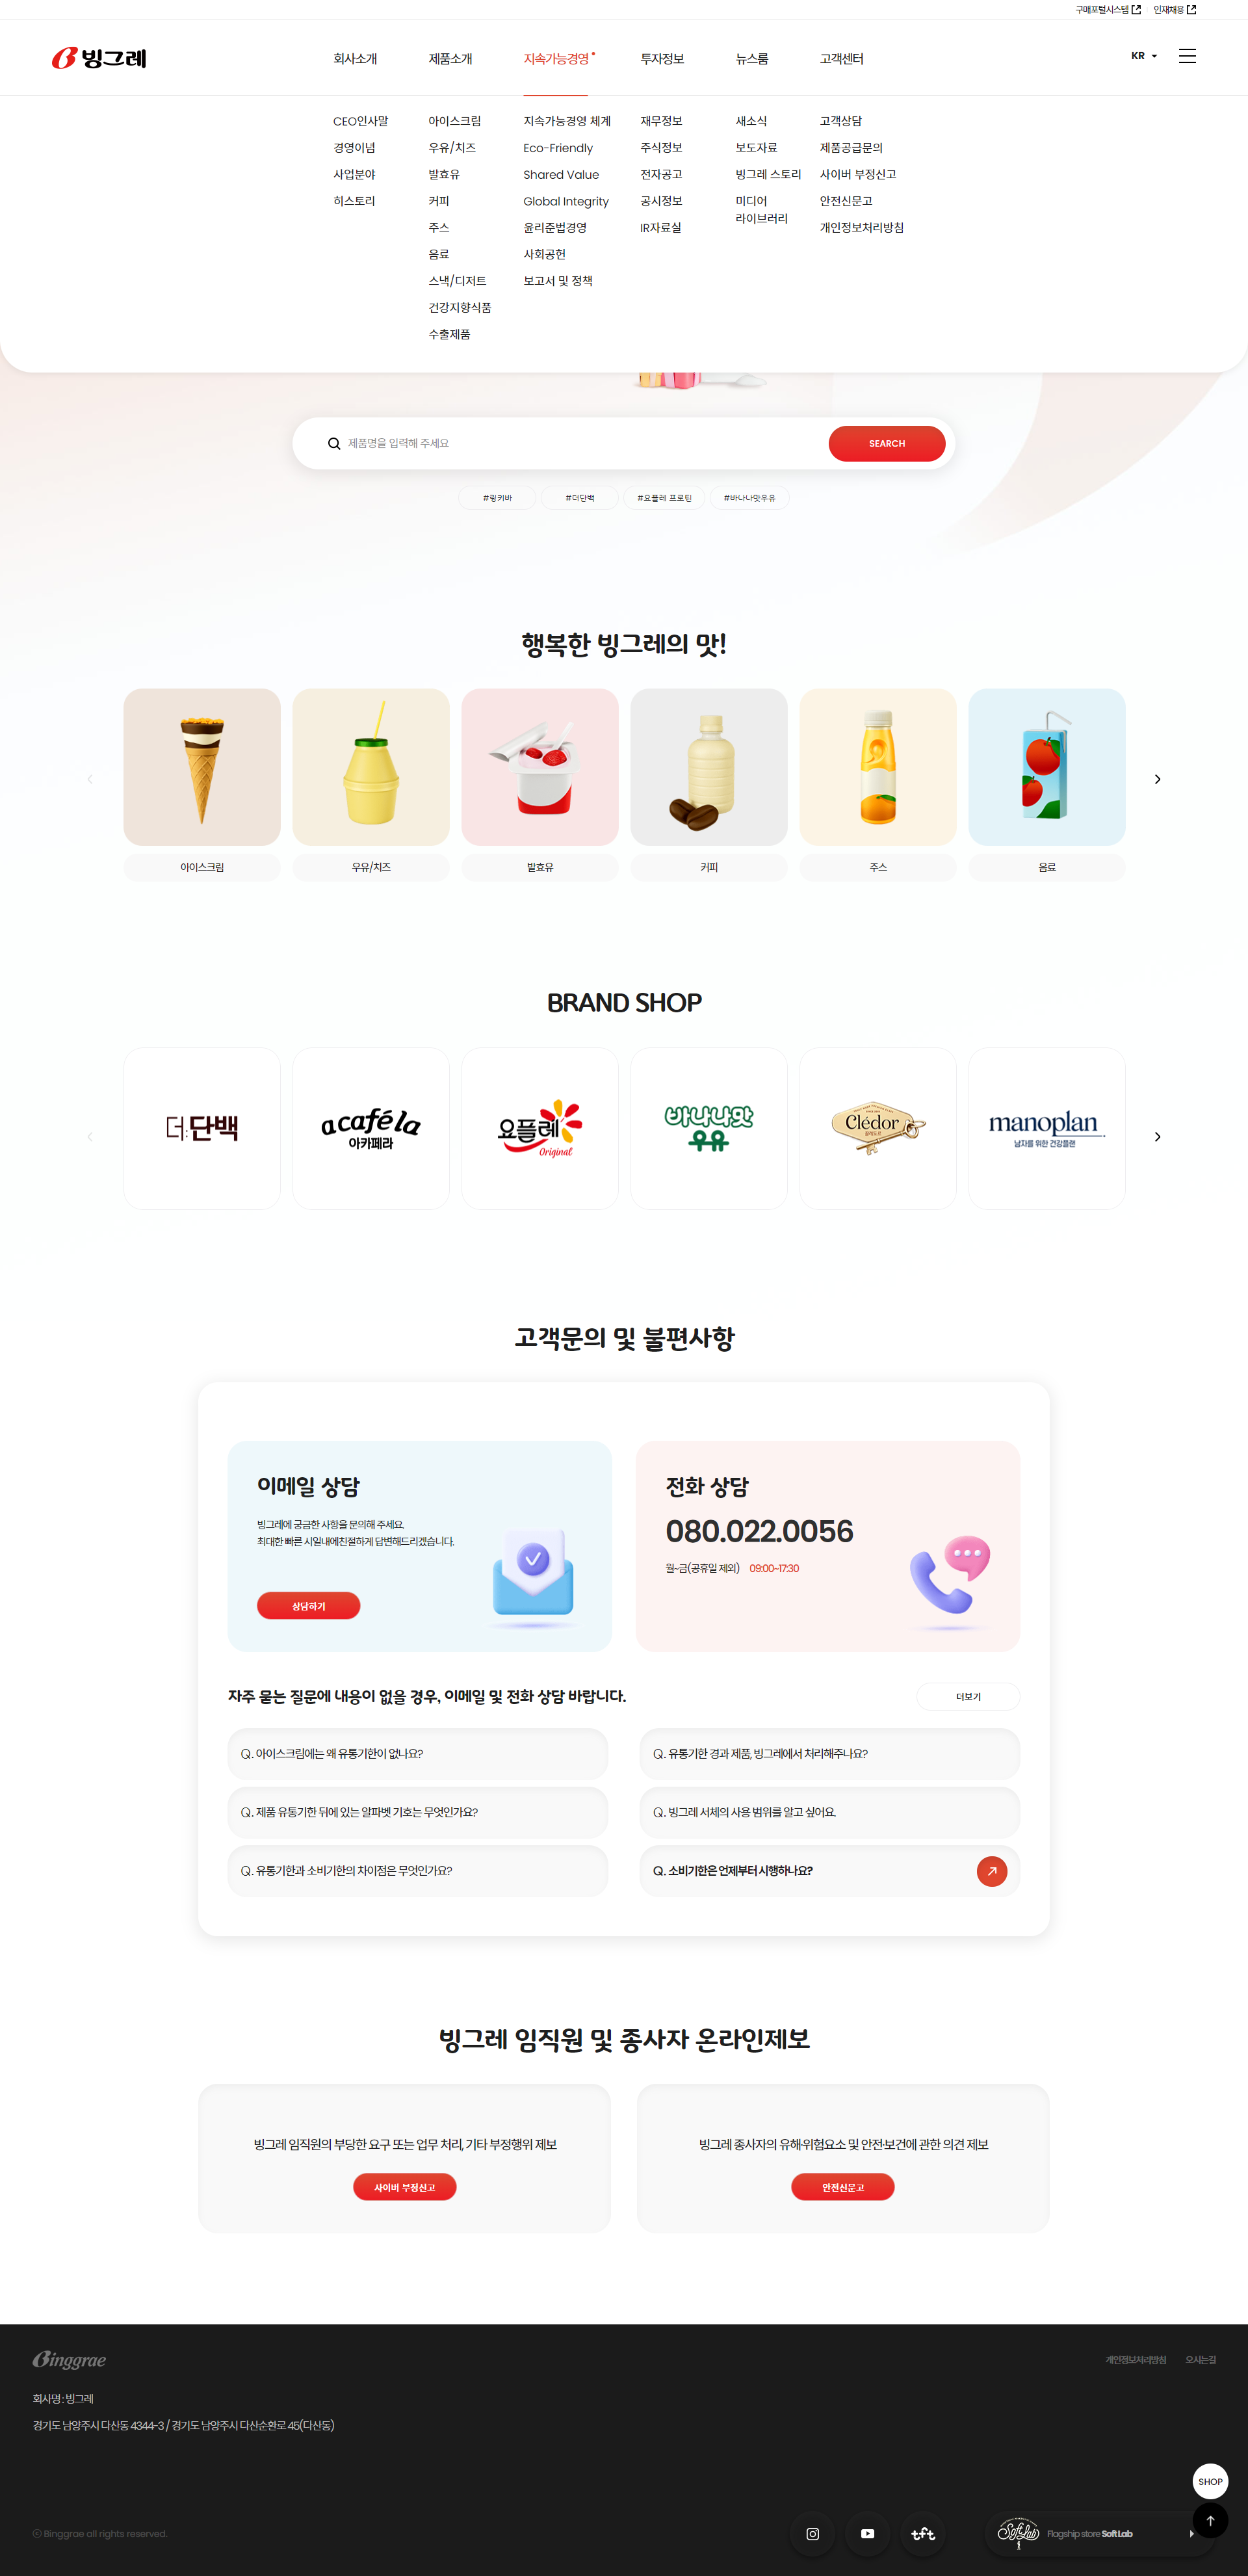 구매포털시스템
인재채용
빙그레
회사소개
제품소개
지속가능경영
투자정보
뉴스룸
고객센터
KR
CEO인사말
경영이념
사업분야
히스토리
아이스크림
우유/치즈
발효유
커피
주스
음료
스낵/디저트
건강지향식품
수출제품
지속가능경영 체계
Eco-Friendly
Shared Value
Global Integrity
윤리준법경영
사회공헌
보고서 및 정책
재무정보
주식정보
전자공고
공시정보
IR자료실
새소식
보도자료
빙그레 스토리
미디어
라이브러리
고객상담
제품공급문의
사이버 부정신고
안전신문고
개인정보처리방침
제품명을 입력해 주세요
SEARCH
#링키바
#더단백
#요플레 프로틴
#바나나맛우유
행복한 빙그레의 맛!
아이스크림
우유/치즈
발효유
커피
주스
음료
BRAND SHOP
더:단백
acaféla
아카페라
요플레
Original
바나나맛
우유
Clédor
manoplan
남자를 위한 건강플랜
고객문의 및 불편사항
이메일 상담
빙그레에 궁금한 사항을 문의해 주세요.
최대한 빠른 시일내에친절하게 답변해드리겠습니다.
상담하기
전화 상담
080.022.0056
월~금(공휴일 제외) 09:00~17:30
자주 묻는 질문에 내용이 없을 경우, 이메일 및 전화 상담 바랍니다.
더보기
Q. 아이스크림에는 왜 유통기한이 없나요?
Q. 유통기한 경과 제품, 빙그레에서 처리해주나요?
Q. 제품 유통기한 뒤에 있는 알파벳 기호는 무엇인가요?
Q. 빙그레 서체의 사용 범위를 알고 싶어요.
Q. 유통기한과 소비기한의 차이점은 무엇인가요?
Q. 소비기한은 언제부터 시행하나요?
빙그레 임직원 및 종사자 온라인제보
빙그레 임직원의 부당한 요구 또는 업무 처리, 기타 부정행위 제보
사이버 부정신고
빙그레 종사자의 유해·위험요소 및 안전·보건에 관한 의견 제보
안전신문고
Binggrae
개인정보처리방침
오시는길
회사명 : 빙그레
경기도 남양주시 다산동 4344-3 / 경기도 남양주시 다산순환로 45(다산동)
SHOP
ⓒ Binggrae all rights reserved.
tft
Soft Lab
Flagship store Soft Lab